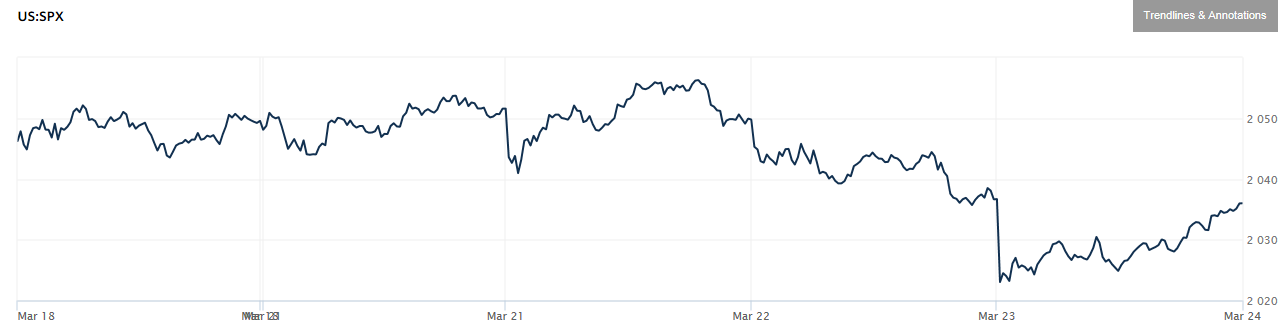 US:SPX
Trendlines & Annotations
2 050
2 040
2 030
2 020
Mar 18
Mar 21
Mar 22
Mar 23
Mar 24